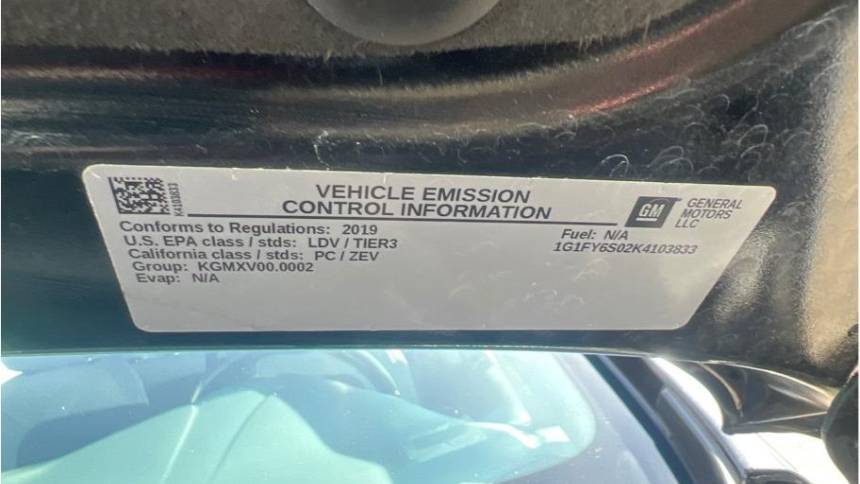 VEHICLE EMISSION
CONTROL INFORMATION
K4103833
GM
GENERAL
MOTORS
LLC
Conforms to Regulations: 2019
U.S. EPA class / stds: LDV / TIER3
California class / stds: PC / ZEV
Group: KGMXV00.0002
Evap: N/A
Fuel: N/A
1G1FY6S02K4103833